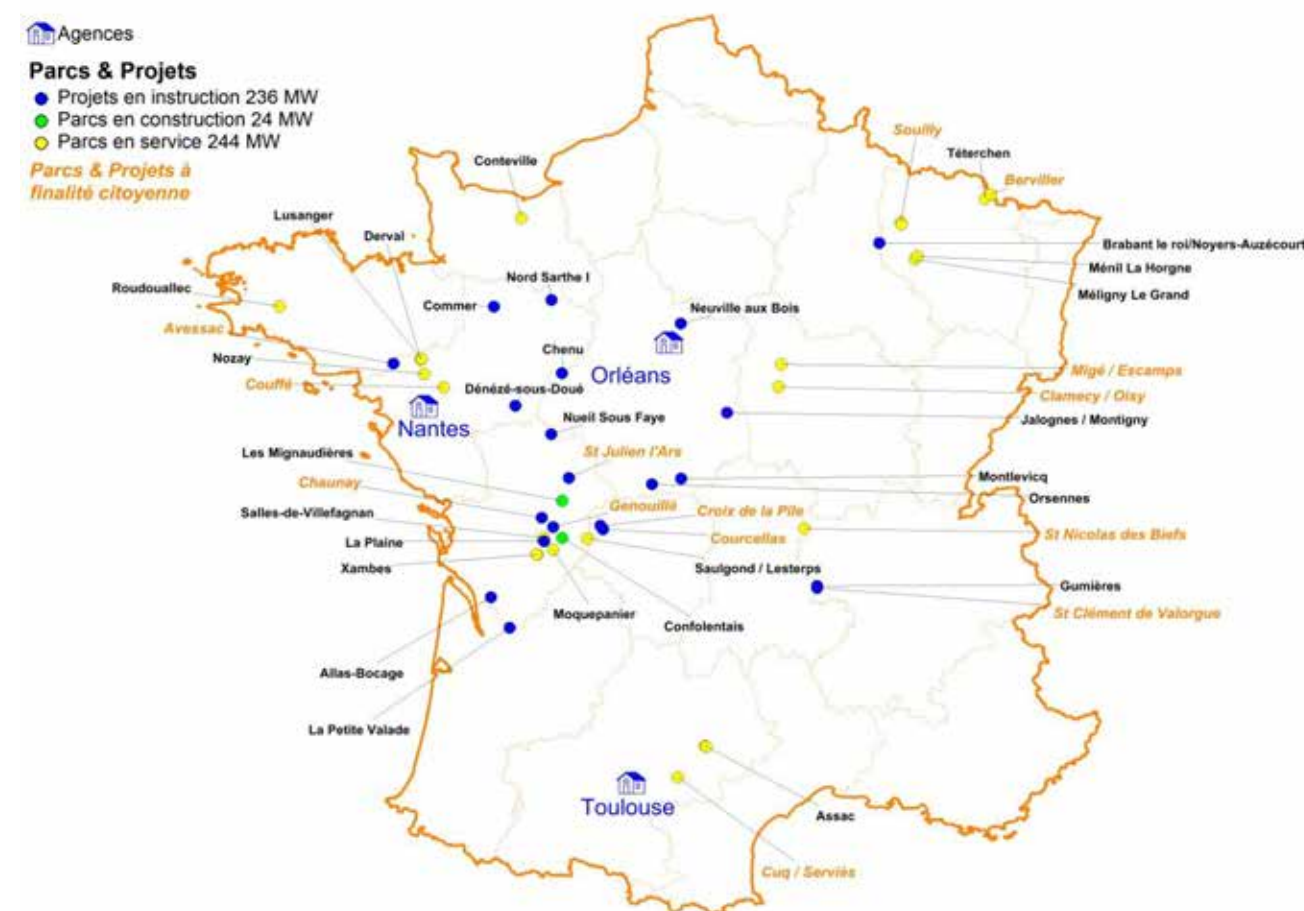 Agences
Parcs & Projets
Projets en instruction 236 MW
Parcs en construction 24 MW
Parcs en service 244 MW
Parcs & Projets à
finalité citoyenne
Souilly
Téterchen
Conteville
Berviller
Lusanger
Derval
Brabant le roi/Noyers-Auzécourt
Ménil La Horgne
Nord Sarthe I
Roudouallec
Méligny Le Grand
Commer
Neuville aux Bois
Avessac
Chenu
Nozay
Orléans
Migé / Escamps
Couffé
Dénézé-sous-Doué
Clamecy / Oisy
Nueil Sous Faye
Jalognes / Montigny
Nantes
Les Mignaudières
St Julien l'Ars
Montlevicq
Chaunay
Orsennes
Genouillé
Croix de la Pile
Salles-de-Villefagnan
St Nicolas des Biefs
La Plaine
Courcellas
Xambes
Saulgond / Lesterps
Gumières
Moquepanier
St Clément de Valorgue
Confolentais
Allas-Bocage
La Petite Valade
Toulouse
Assac
Cuq / Serviès